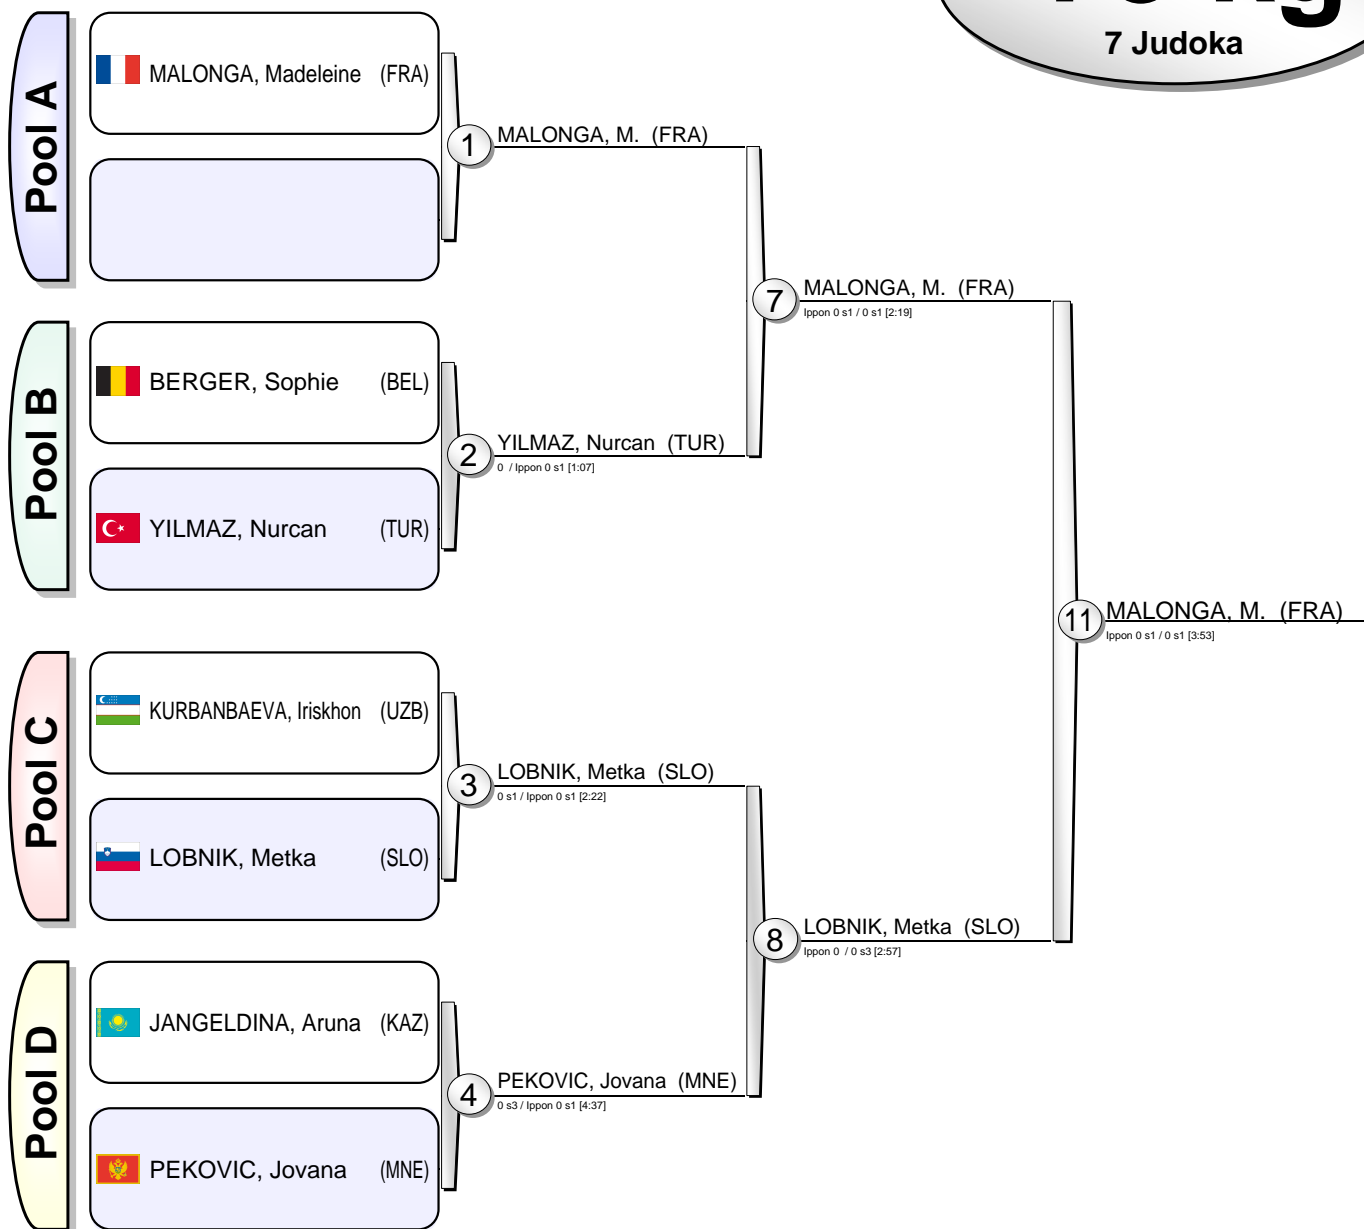 7 Judoka
Pool A
MALONGA, Madeleine (FRA)
1
MALONGA, M. (FRA)
7
MALONGA, M. (FRA)
Ippon 0 s1 / 0 s1 [2:19]
Pool B
BERGER, Sophie (BEL)
2
YILMAZ, Nurcan (TUR)
0 / Ippon 0 s1 [1:07]
YILMAZ, Nurcan (TUR)
11
MALONGA, M. (FRA)
Ippon 0 s1 / 0 s1 [3:53]
Pool C
KURBANBAEVA, Iriskhon (UZB)
3
LOBNIK, Metka (SLO)
0 s1 / Ippon 0 s1 [2:22]
LOBNIK, Metka (SLO)
8
LOBNIK, Metka (SLO)
Ippon 0 / 0 s3 [2:57]
Pool D
JANGELDINA, Aruna (KAZ)
4
PEKOVIC, Jovana (MNE)
0 s3 / Ippon 0 s1 [4:37]
PEKOVIC, Jovana (MNE)